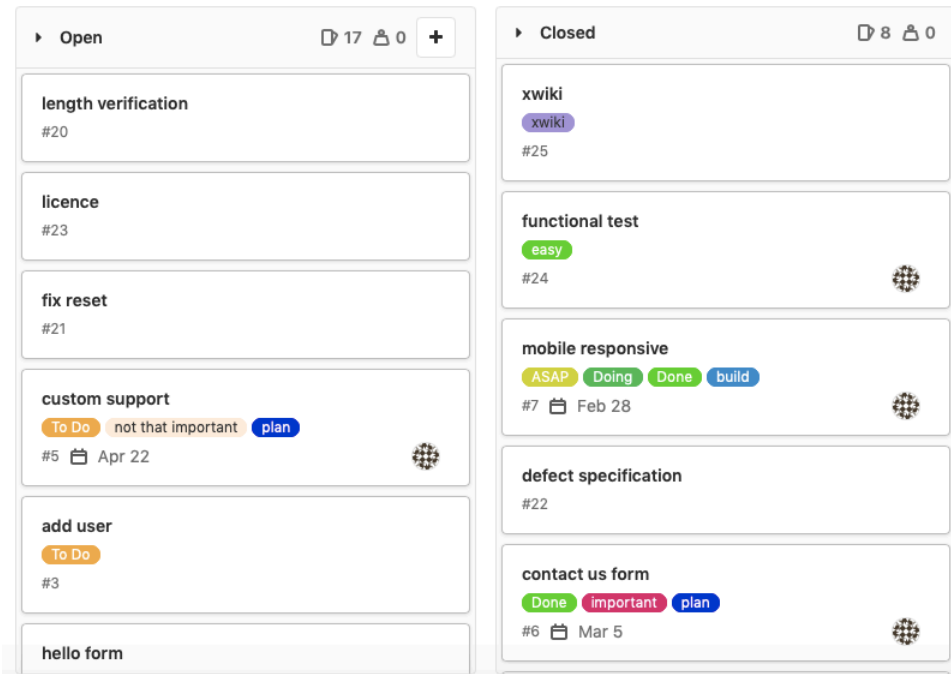 Open 17 0 +
length verification
#20
licence
#23
fix reset
#21
custom support
To Do not that important plan
#5 Apr 22
add user
To Do
#3
hello form
Closed 8 0
xwiki
xwiki
#25
functional test
easy
#24
mobile responsive
ASAP Doing Done build
#7 Feb 28
defect specification
#22
contact us form
Done important plan
#6 Mar 5